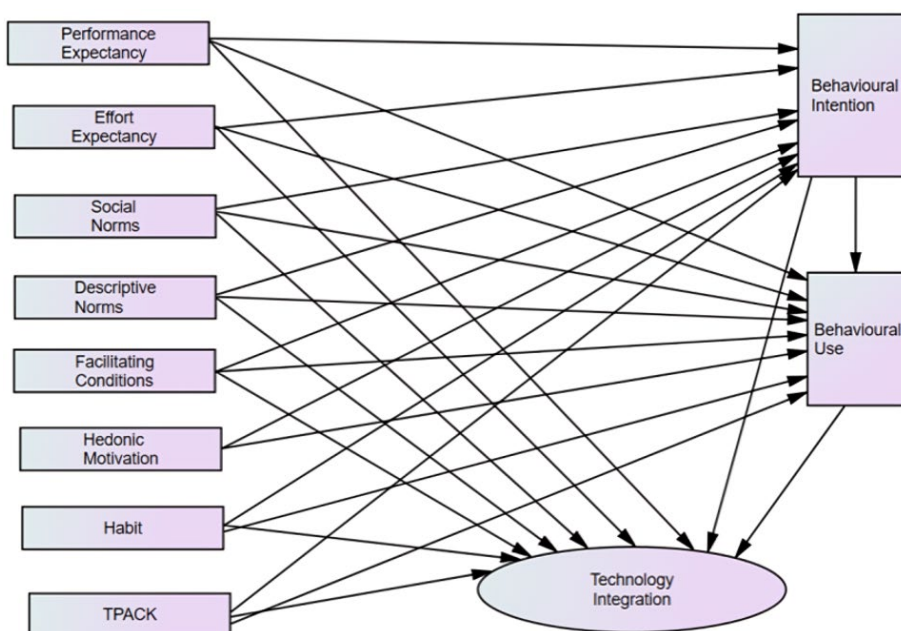 Performance
Expectancy
Effort
Expectancy
Social
Norms
Descriptive
Norms
Facilitating
Conditions
Hedonic
Motivation
Habit
TPACK
Behavioural
Intention
Behavioural
Use
Technology
Integration